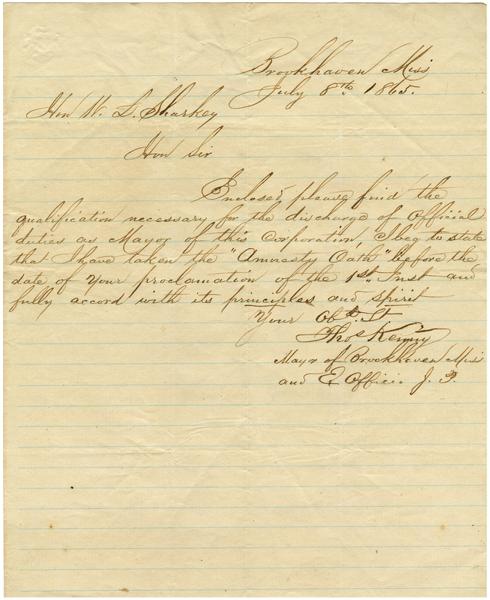 Brookhaven Miss
July 8th 1865.
Hon W. L. Sharkey
Hon Sir
Enclosed please find the
qualification necessary for the discharge of Official
duties as Mayor of this Corporation, I beg to state
that I have taken the "Amnesty Oath" before the
date of Your proclamation of the 1st Inst and
fully accord with its principles and spirit
Your Obt. St
Thos Kenny
Mayor of Brookhaven Miss
and E Officio J. P.